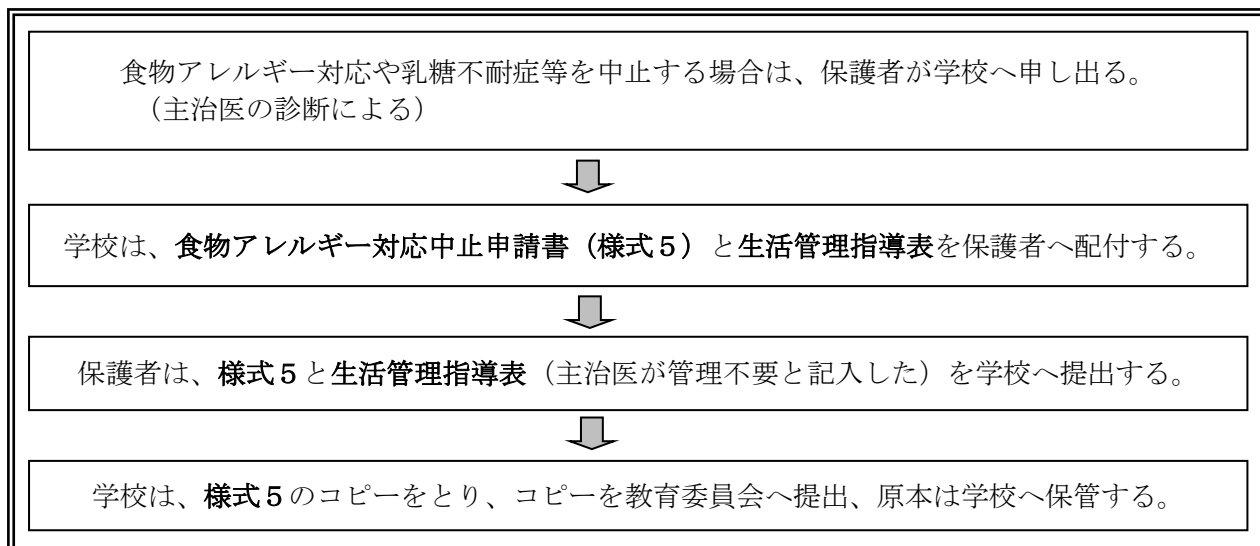 食物アレルギー対応や乳糖不耐症等を中止する場合は、保護者が学校へ申し出る。
（主治医の診断による）
学校は、食物アレルギー対応中止申請書（様式５）と生活管理指導表を保護者へ配付する。
保護者は、様式５と生活管理指導表（主治医が管理不要と記入した）を学校へ提出する。
学校は、様式５のコピーをとり、コピーを教育委員会へ提出、原本は学校へ保管する。